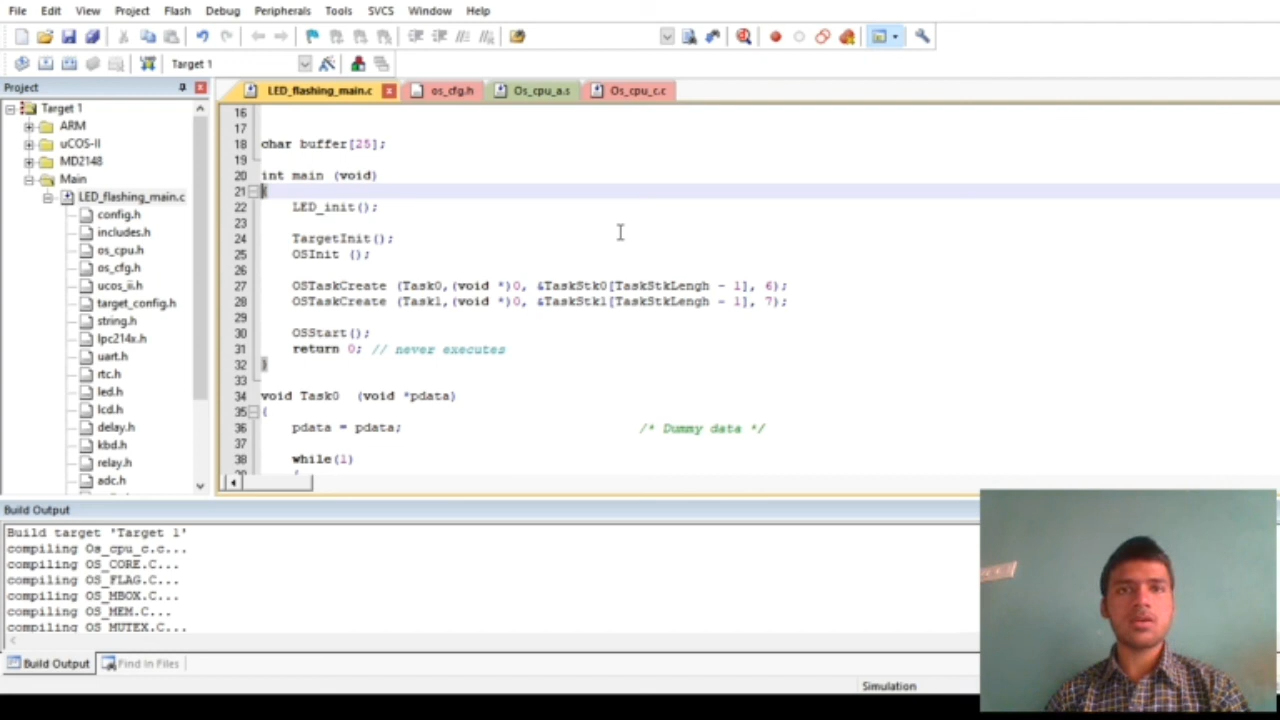 File Edit View Project Flash Debug Peripherals Tools SVCS Window Help
Target 1
Project
LED_flashing_main.c os_cfg.h Os_cpu_a.s Os_cpu_c.c
Target 1
ARM
uCOS-II
MD2148
Main
LED_flashing_main.c
config.h
includes.h
os_cpu.h
os_cfg.h
ucos_ii.h
target_config.h
string.h
lpc214x.h
uart.h
rtc.h
led.h
lcd.h
delay.h
kbd.h
relay.h
adc.h
16
17
18 char buffer[25];
19
20 int main (void)
21 {
22 LED_init();
23
24 TargetInit();
25 OSInit ();
26
27 OSTaskCreate (Task0,(void *)0, &TaskStk0[TaskStkLengh - 1], 6);
28 OSTaskCreate (Task1,(void *)0, &TaskStk1[TaskStkLengh - 1], 7);
29
30 OSStart();
31 return 0; // never executes
32 }
33
34 void Task0 (void *pdata)
35 {
36 pdata = pdata; /* Dummy data */
37
38 while(1)
Build Output
Build target 'Target 1'
compiling Os_cpu_c.c...
compiling OS_CORE.C...
compiling OS_FLAG.C...
compiling OS_MBOX.C...
compiling OS_MEM.C...
compiling OS_MUTEX.C...
Build Output Find In Files
Simulation